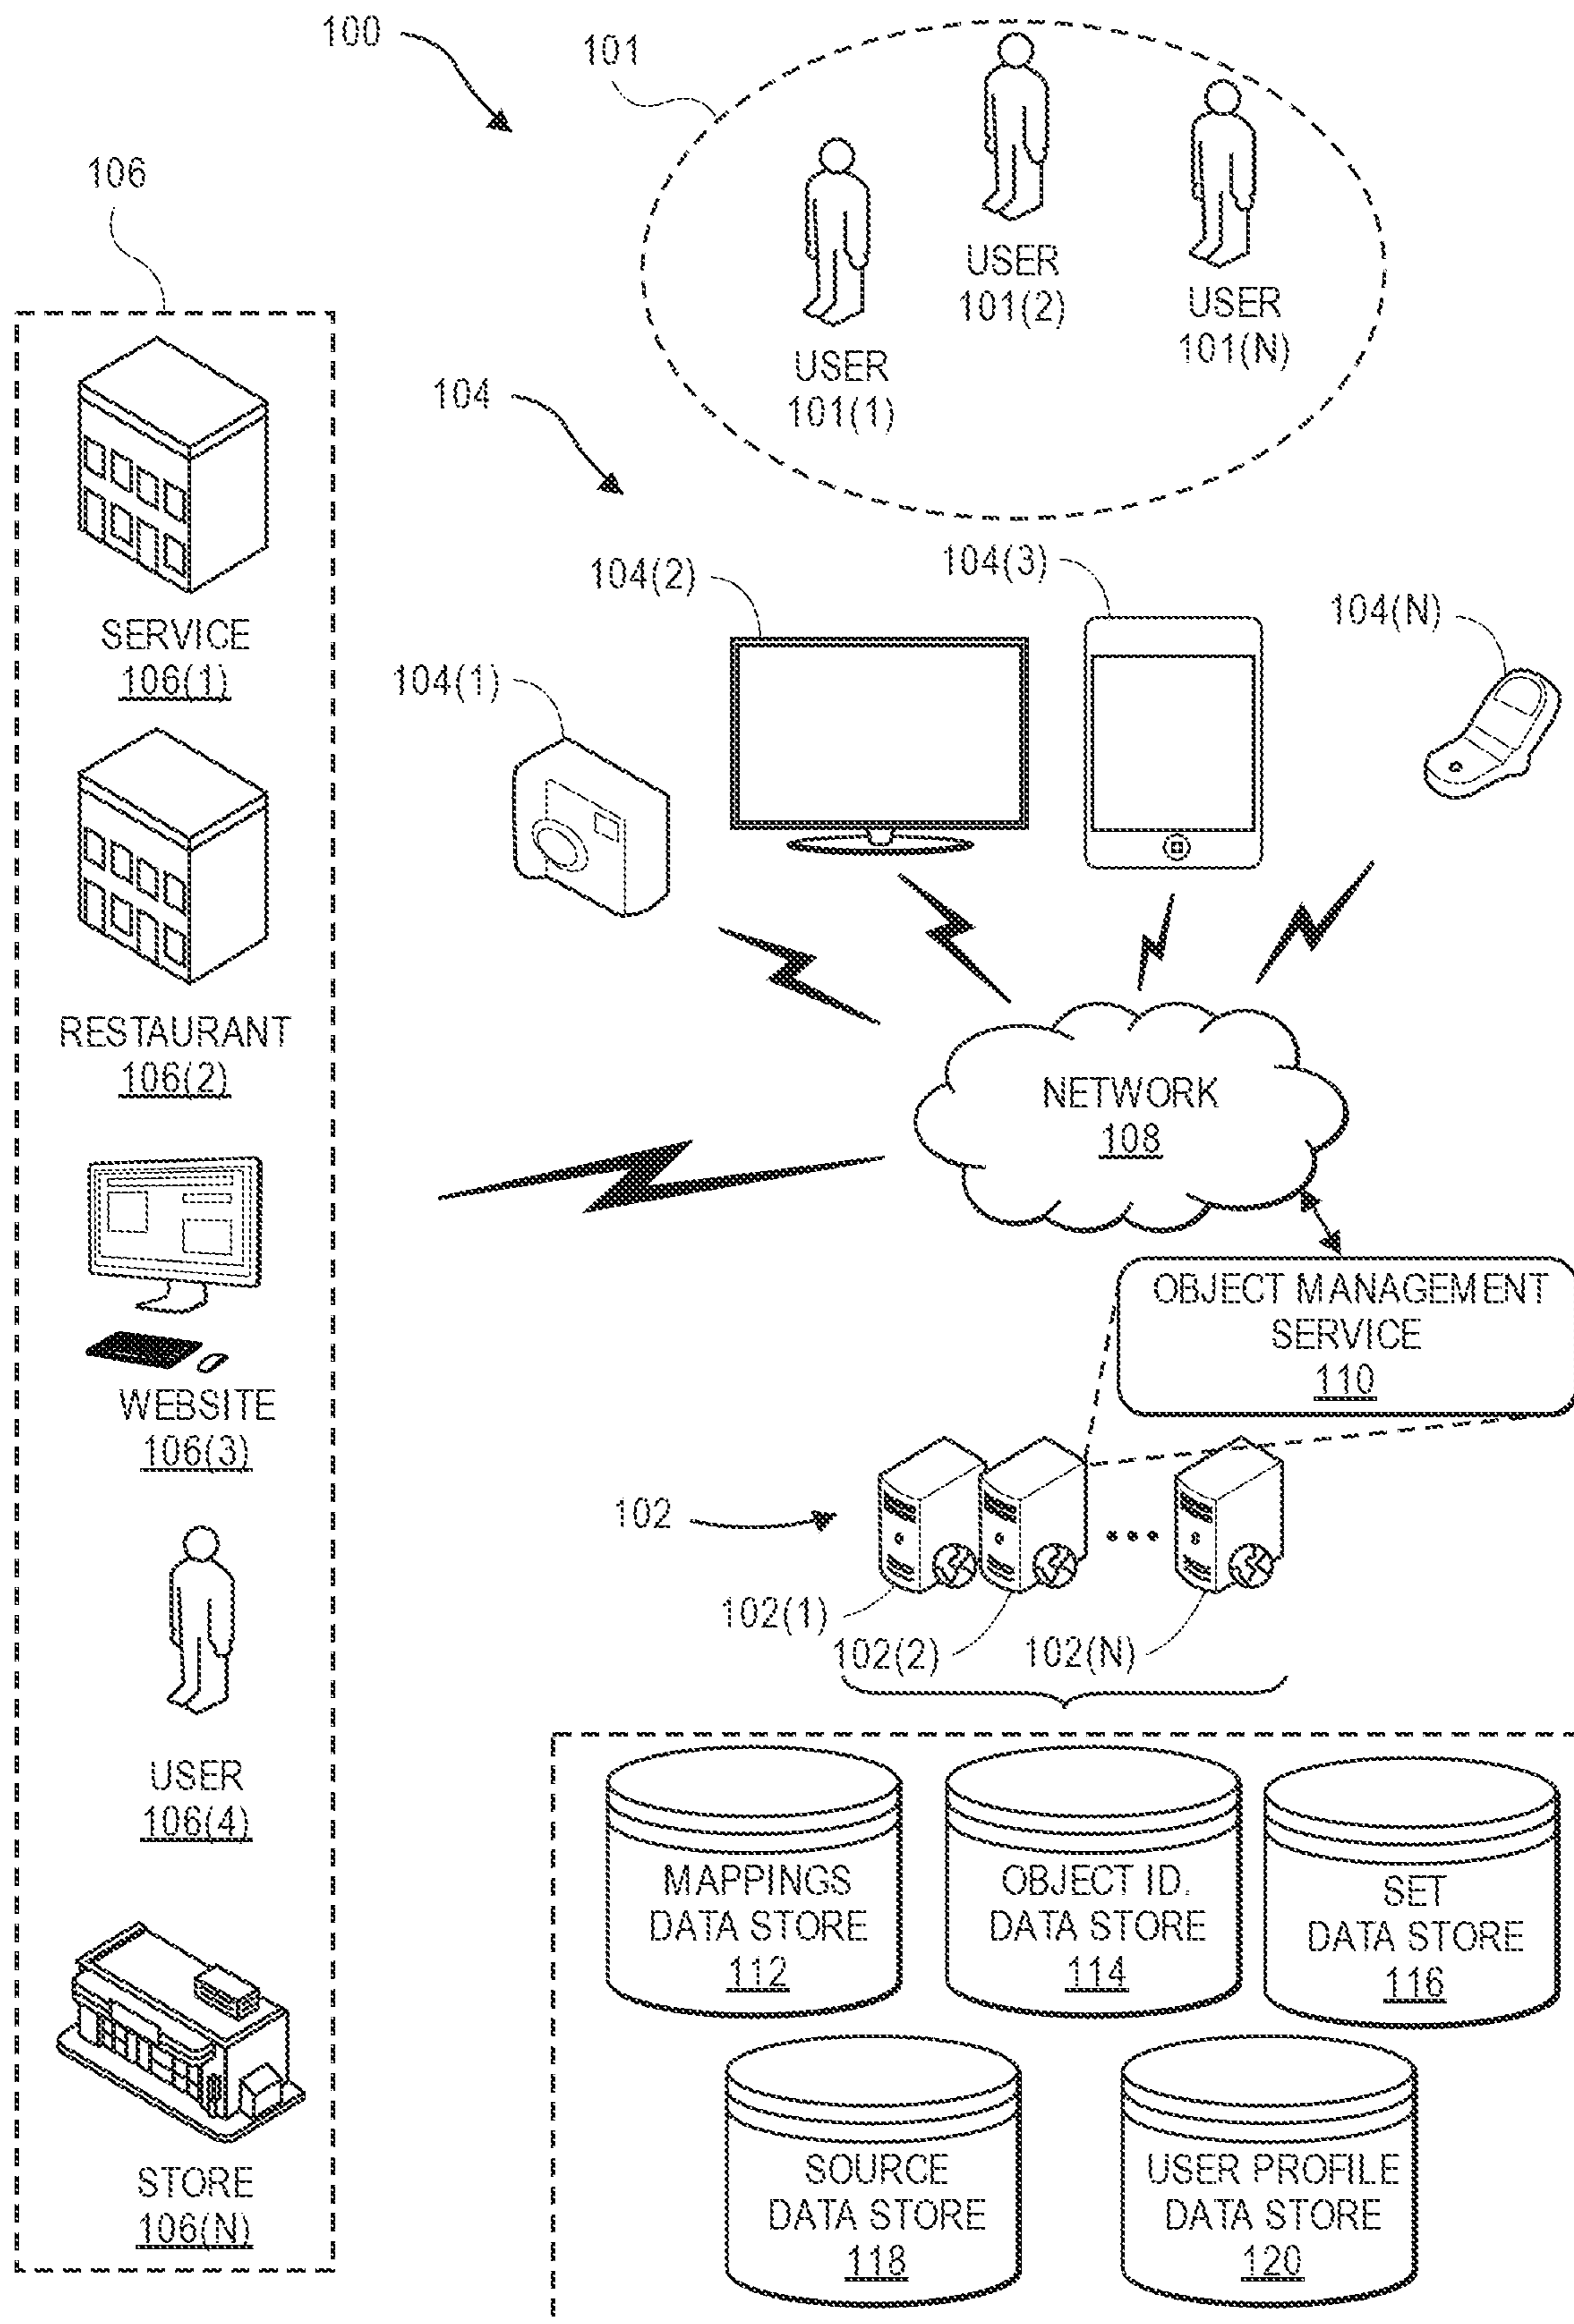 100
101
106
USER
101(2)
USER
101(N)
USER
101(1)
104
104(2)
104(3)
104(N)
104(1)
SERVICE
106(1)
RESTAURANT
106(2)
NETWORK
108
OBJECT MANAGEMENT
SERVICE
110
WEBSITE
106(3)
102
102(1)
102(2)
102(N)
USER
106(4)
MAPPINGS
DATA STORE
112
OBJECT ID.
DATA STORE
114
SET
DATA STORE
116
STORE
106(N)
SOURCE
DATA STORE
118
USER PROFILE
DATA STORE
120